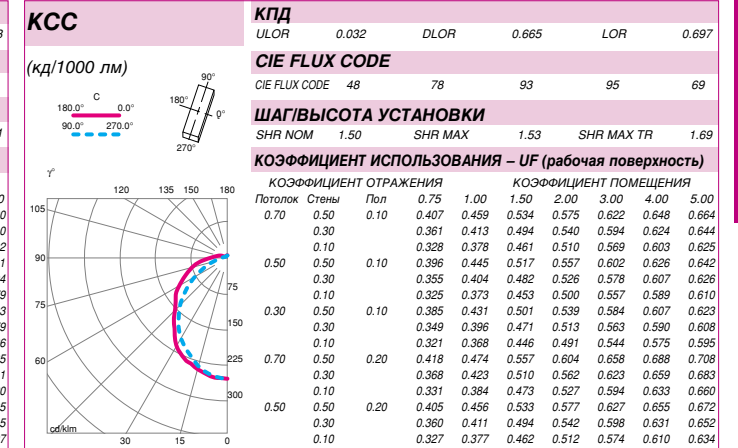 КСС
(кд/1000 лм)
C
180.0° 0.0°
90.0° 270.0°
90°
180° 0°
270°
γ°
120 135 150 180
105
90
75
60
75
150
225
300
cd/klm
30 15 0
КПД
ULOR 0.032 DLOR 0.665 LOR 0.697
CIE FLUX CODE
CIE FLUX CODE 48 78 93 95 69
ШАГ/ВЫСОТА УСТАНОВКИ
SHR NOM 1.50 SHR MAX 1.53 SHR MAX TR 1.69
КОЭФФИЦИЕНТ ИСПОЛЬЗОВАНИЯ – UF (рабочая поверхность)
КОЭФФИЦИЕНТ ОТРАЖЕНИЯ КОЭФФИЦИЕНТ ПОМЕЩЕНИЯ
Потолок Стены Пол 0.75 1.00 1.50 2.00 3.00 4.00 5.00
0.70 0.50 0.10 0.407 0.459 0.534 0.575 0.622 0.648 0.664
0.30 0.361 0.413 0.494 0.540 0.594 0.624 0.644
0.10 0.328 0.378 0.461 0.510 0.569 0.603 0.625
0.50 0.50 0.10 0.396 0.445 0.517 0.557 0.602 0.626 0.642
0.30 0.355 0.404 0.482 0.526 0.578 0.607 0.626
0.10 0.325 0.373 0.453 0.500 0.557 0.589 0.610
0.30 0.50 0.10 0.385 0.431 0.501 0.539 0.584 0.607 0.623
0.30 0.349 0.396 0.471 0.513 0.563 0.590 0.608
0.10 0.321 0.368 0.446 0.491 0.544 0.575 0.595
0.70 0.50 0.20 0.418 0.474 0.557 0.604 0.658 0.688 0.708
0.30 0.368 0.423 0.510 0.562 0.623 0.659 0.683
0.10 0.331 0.384 0.473 0.527 0.594 0.633 0.660
0.50 0.50 0.20 0.405 0.456 0.533 0.577 0.627 0.655 0.672
0.30 0.360 0.411 0.494 0.542 0.598 0.631 0.652
0.10 0.327 0.377 0.462 0.512 0.574 0.610 0.634